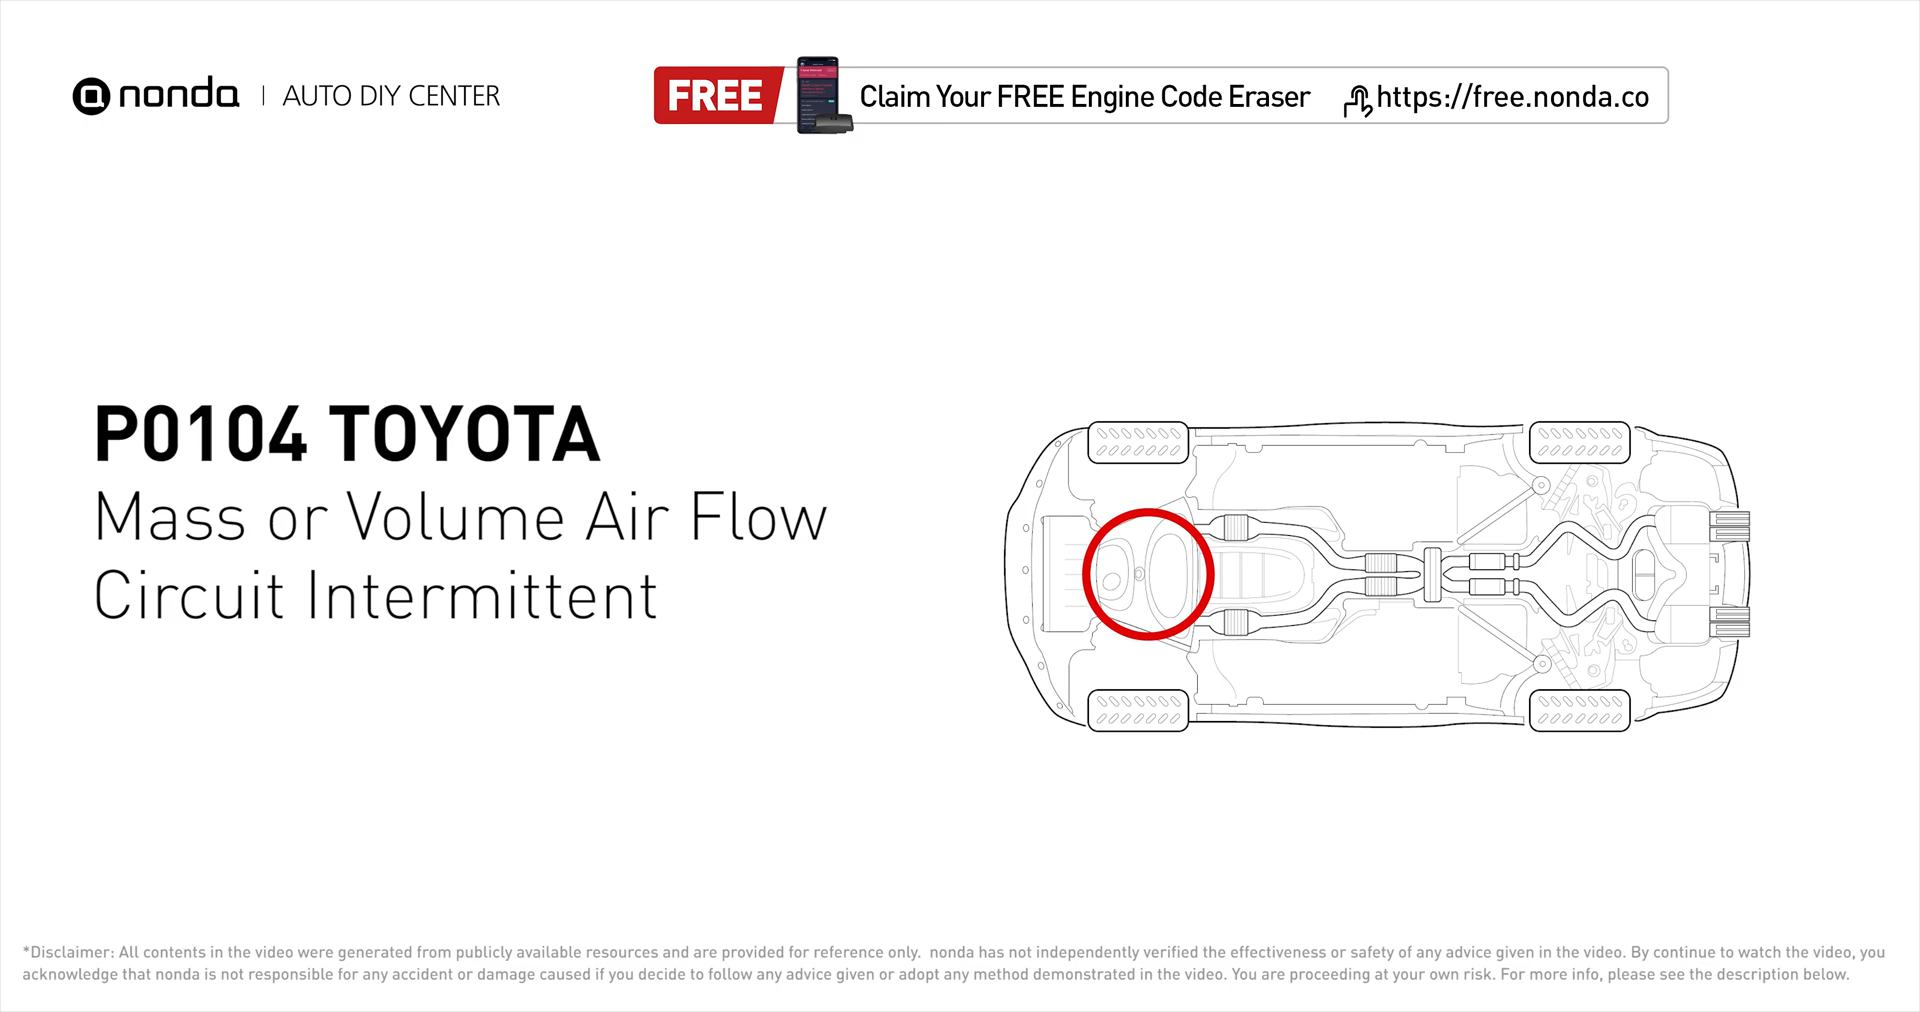 nonda | AUTO DIY CENTER
FREE Claim Your FREE Engine Code Eraser https://free.nonda.co
P0104 TOYOTA
Mass or Volume Air Flow
Circuit Intermittent
*Disclaimer: All contents in the video were generated from publicly available resources and are provided for reference only. nonda has not independently verified the effectiveness or safety of any advice given in the video. By continue to watch the video, you
acknowledge that nonda is not responsible for any accident or damage caused if you decide to follow any advice given or adopt any method demonstrated in the video. You are proceeding at your own risk. For more info, please see the description below.